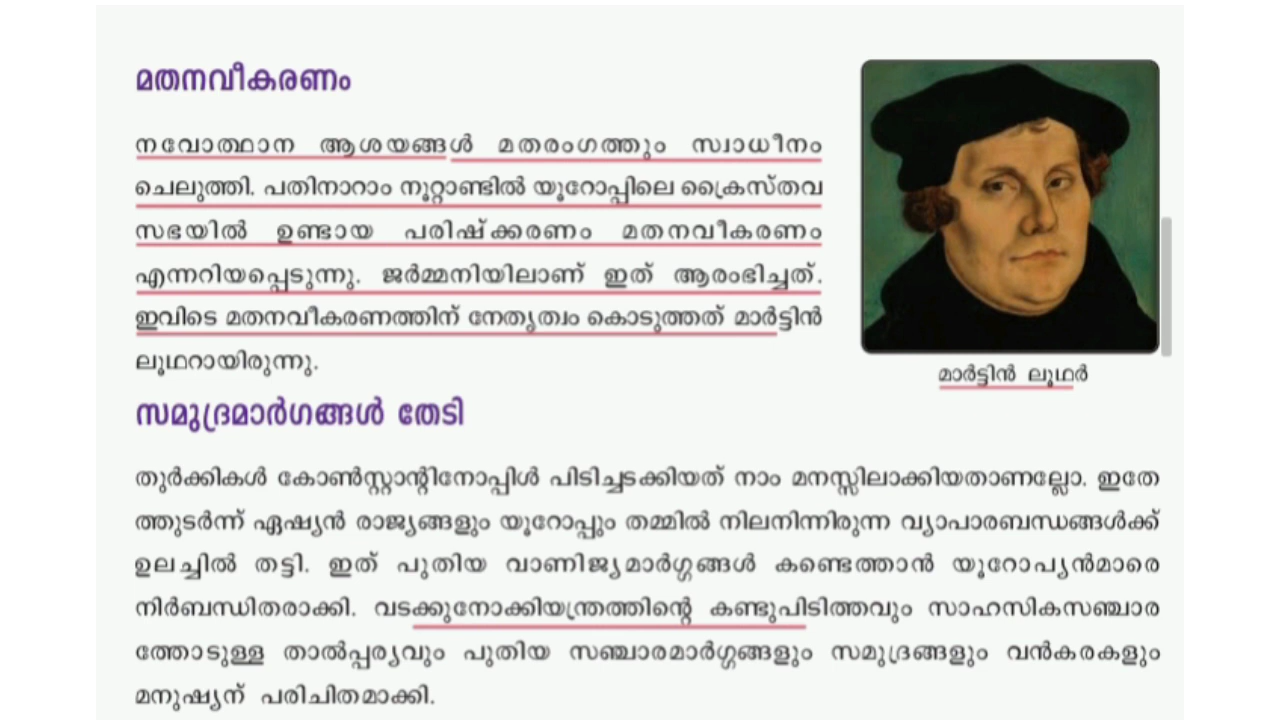 മതനവീകരണം
നവോത്ഥാന ആശയങ്ങൾ മതരംഗത്തും സ്വാധീനം
ചെലുത്തി. പതിനാറാം നൂറ്റാണ്ടിൽ യൂറോപ്പിലെ ക്രൈസ്തവ
സഭയിൽ ഉണ്ടായ പരിഷ്ക്കരണം മതനവീകരണം
എന്നറിയപ്പെടുന്നു. ജർമ്മനിയിലാണ് ഇത് ആരംഭിച്ചത്.
ഇവിടെ മതനവീകരണത്തിന് നേതൃത്വം കൊടുത്തത് മാർട്ടിൻ
ലൂഥറായിരുന്നു.
മാർട്ടിൻ ലൂഥർ
സമുദ്രമാർഗങ്ങൾ തേടി
തുർക്കികൾ കോൺസ്റ്റാന്റിനോപ്പിൾ പിടിച്ചടക്കിയത് നാം മനസ്സിലാക്കിയതാണല്ലോ. ഇതേ
ത്തുടർന്ന് ഏഷ്യൻ രാജ്യങ്ങളും യൂറോപ്പും തമ്മിൽ നിലനിന്നിരുന്ന വ്യാപാരബന്ധങ്ങൾക്ക്
ഉലച്ചിൽ തട്ടി. ഇത് പുതിയ വാണിജ്യമാർഗ്ഗങ്ങൾ കണ്ടെത്താൻ യൂറോപ്യൻമാരെ
നിർബന്ധിതരാക്കി. വടക്കുനോക്കിയന്ത്രത്തിന്റെ കണ്ടുപിടിത്തവും സാഹസികസഞ്ചാര
ത്തോടുള്ള താൽപ്പര്യവും പുതിയ സഞ്ചാരമാർഗ്ഗങ്ങളും സമുദ്രങ്ങളും വൻകരകളും
മനുഷ്യന് പരിചിതമാക്കി.